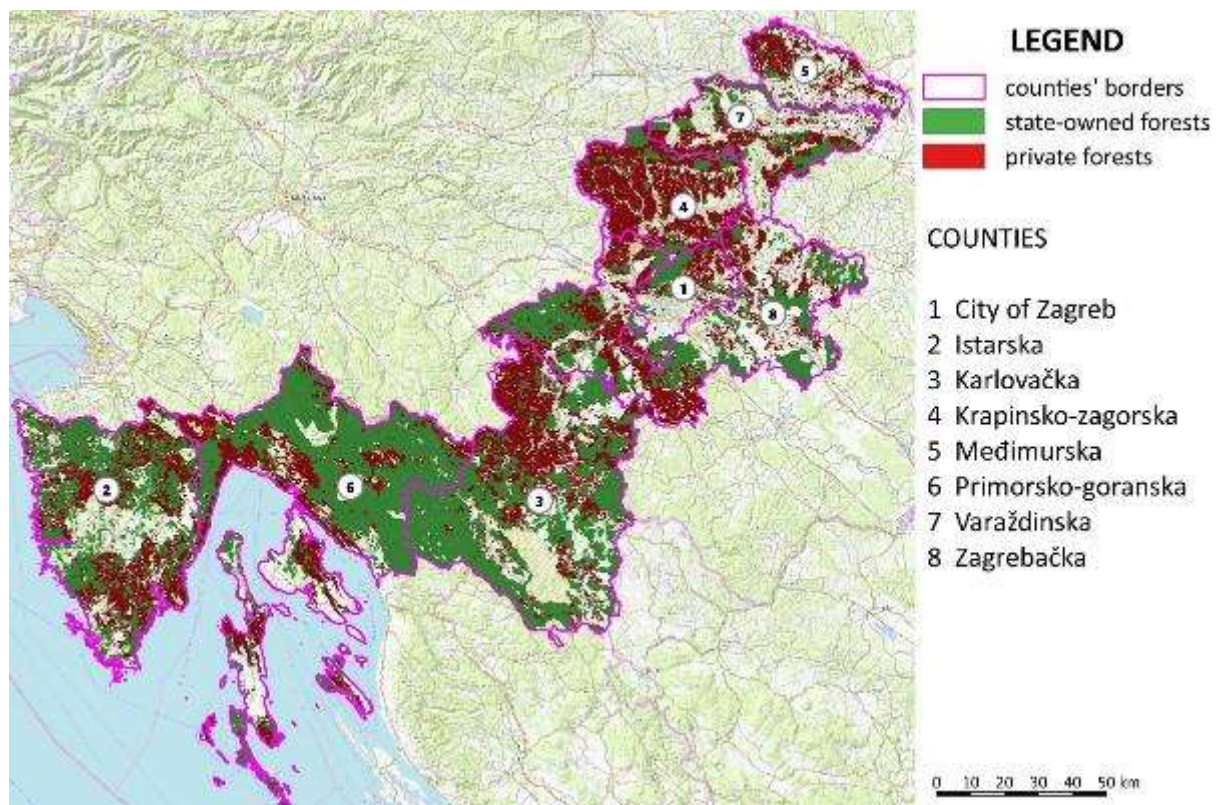 LEGEND
counties' borders
state-owned forests
private forests
COUNTIES
1 City of Zagreb
2 Istarska
3 Karlovačka
4 Krapinsko-zagorska
5 Međimurska
6 Primorsko-goranska
7 Varaždinska
8 Zagrebačka
5
7
4
1
8
2
6
3
0 10 20 30 40 50 km